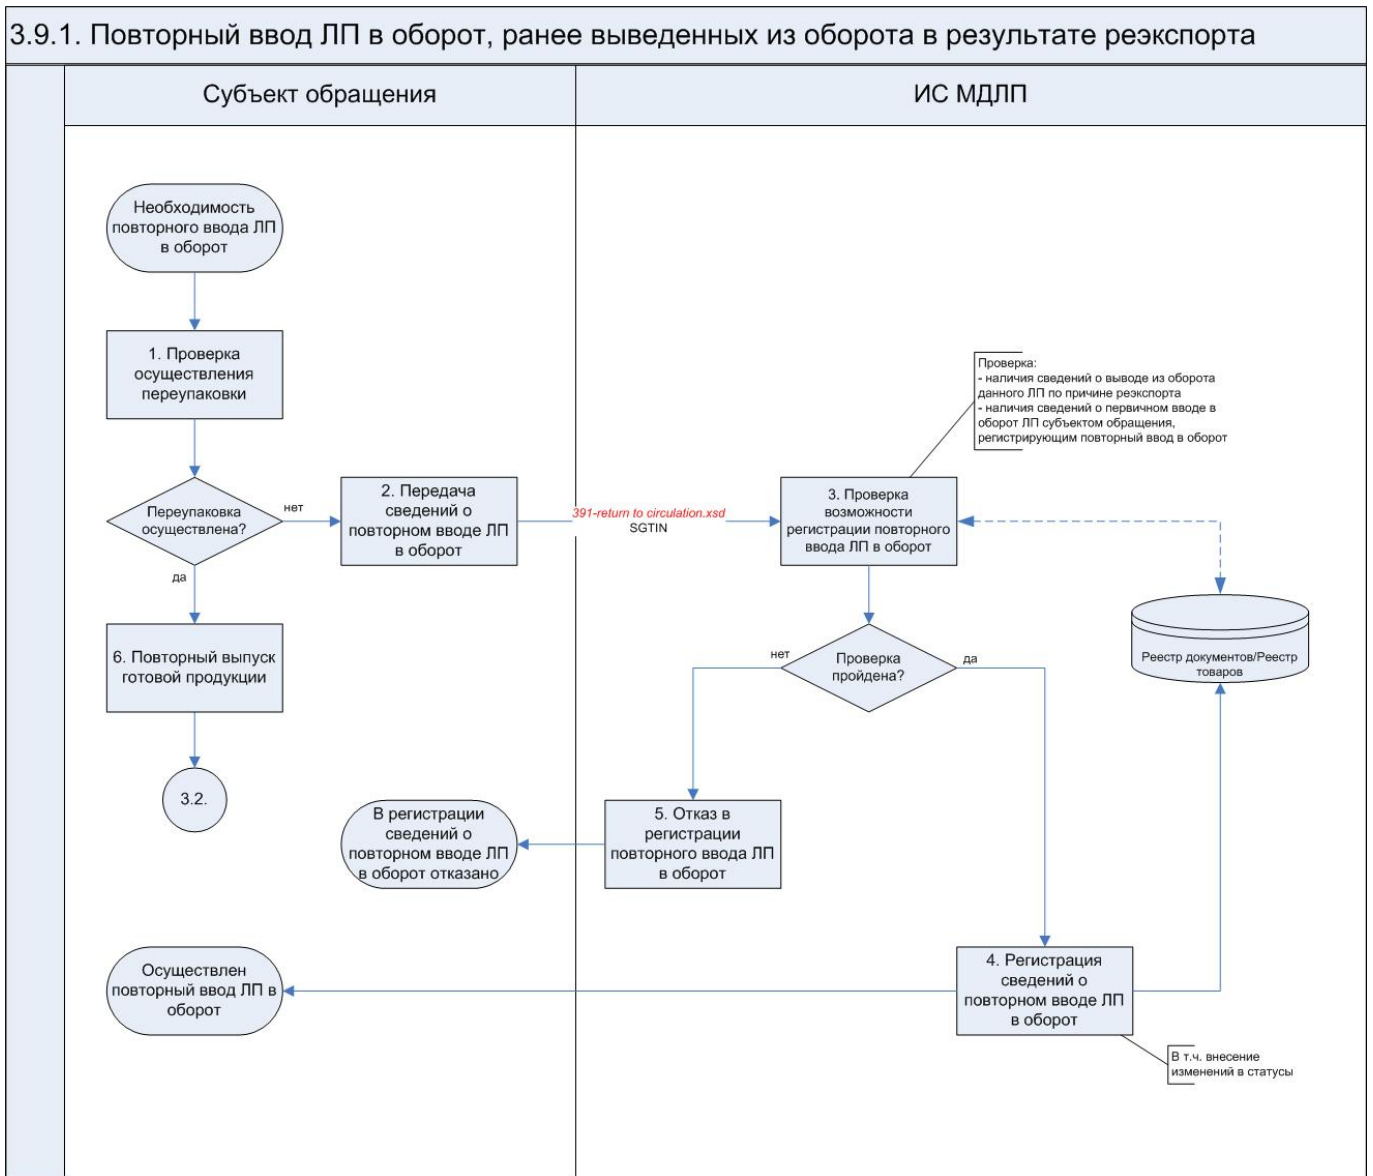 3.9.1. Повторный ввод ЛП в оборот, ранее выведенных из оборота в результате реэкспорта
Субъект обращения
ИС МДЛП
Необходимость
повторного ввода ЛП
в оборот
1. Проверка
осуществления
переупаковки
Проверка:
- наличия сведений о выводе из оборота
данного ЛП по причине реэкспорта
- наличия сведений о первичном вводе в
оборот ЛП субъектом обращения,
регистрирующим повторный ввод в оборот
Переупаковка
осуществлена?
нет
да
2. Передача
сведений о
повторном вводе ЛП
в оборот
391-return to circulation.xsd
SGTIN
3. Проверка
возможности
регистрации повторного
ввода ЛП в оборот
6. Повторный выпуск
готовой продукции
нет
Проверка
пройдена?
да
Реестр документов/Реестр
товаров
3.2.
В регистрации
сведений о
повторном вводе ЛП
в оборот отказано
5. Отказ в
регистрации
повторного ввода ЛП
в оборот
Осуществлен
повторный ввод ЛП в
оборот
4. Регистрация
сведений о
повторном вводе ЛП
в оборот
В т.ч. внесение
изменений в статусы